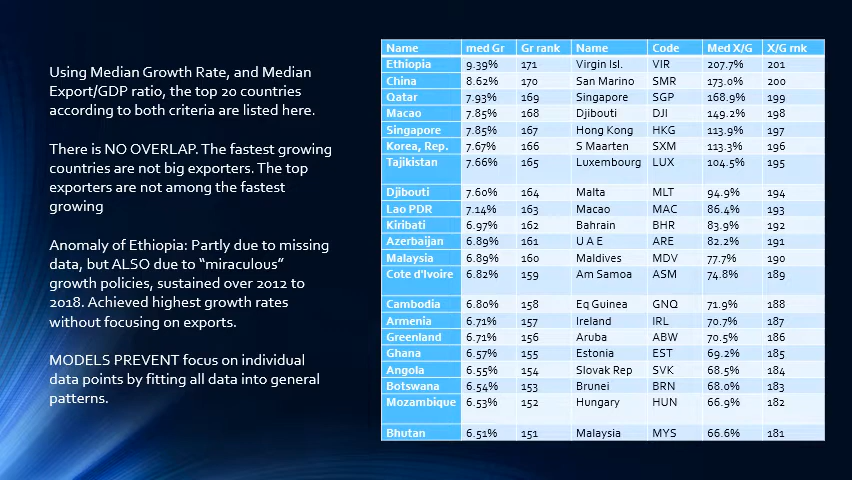 Using Median Growth Rate, and Median
Export/GDP ratio, the top 20 countries
according to both criteria are listed here.
There is NO OVERLAP. The fastest growing
countries are not big exporters. The top
exporters are not among the fastest
growing
Anomaly of Ethiopia: Partly due to missing
data, but ALSO due to “miraculous”
growth policies, sustained over 2012 to
2018. Achieved highest growth rates
without focusing on exports.
MODELS PREVENT focus on individual
data points by fitting all data into general
patterns.
Name med Gr Gr rank Name Code Med X/G X/G rnk
Ethiopia 9.39% 171 Virgin Isl. VIR 207.7% 201
China 8.62% 170 San Marino SMR 173.0% 200
Qatar 7.93% 169 Singapore SGP 168.9% 199
Macao 7.85% 168 Djibouti DJI 149.2% 198
Singapore 7.85% 167 Hong Kong HKG 113.9% 197
Korea, Rep. 7.67% 166 S Maarten SXM 113.3% 196
Tajikistan 7.66% 165 Luxembourg LUX 104.5% 195
Djibouti 7.60% 164 Malta MLT 94.9% 194
Lao PDR 7.14% 163 Macao MAC 86.4% 193
Kiribati 6.97% 162 Bahrain BHR 83.9% 192
Azerbaijan 6.89% 161 U A E ARE 82.2% 191
Malaysia 6.89% 160 Maldives MDV 77.7% 190
Cote d'Ivoire 6.82% 159 Am Samoa ASM 74.8% 189
Cambodia 6.80% 158 Eq Guinea GNQ 71.9% 188
Armenia 6.71% 157 Ireland IRL 70.7% 187
Greenland 6.71% 156 Aruba ABW 70.5% 186
Ghana 6.57% 155 Estonia EST 69.2% 185
Angola 6.55% 154 Slovak Rep SVK 68.5% 184
Botswana 6.54% 153 Brunei BRN 68.0% 183
Mozambique 6.53% 152 Hungary HUN 66.9% 182
Bhutan 6.51% 151 Malaysia MYS 66.6% 181